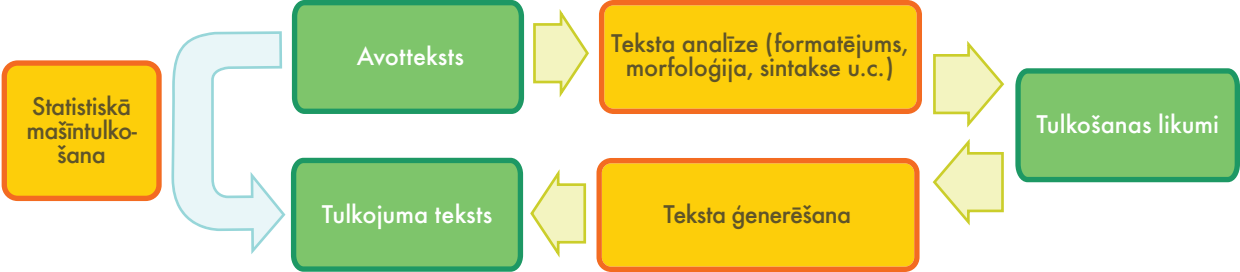 Avotteksts
Teksta analīze (formatējums,
morfoloģija, sintakse u.c.)
Statistiskā
mašīntulko-
šana
Tulkošanas likumi
Tulkojuma teksts
Teksta ģenerēšana